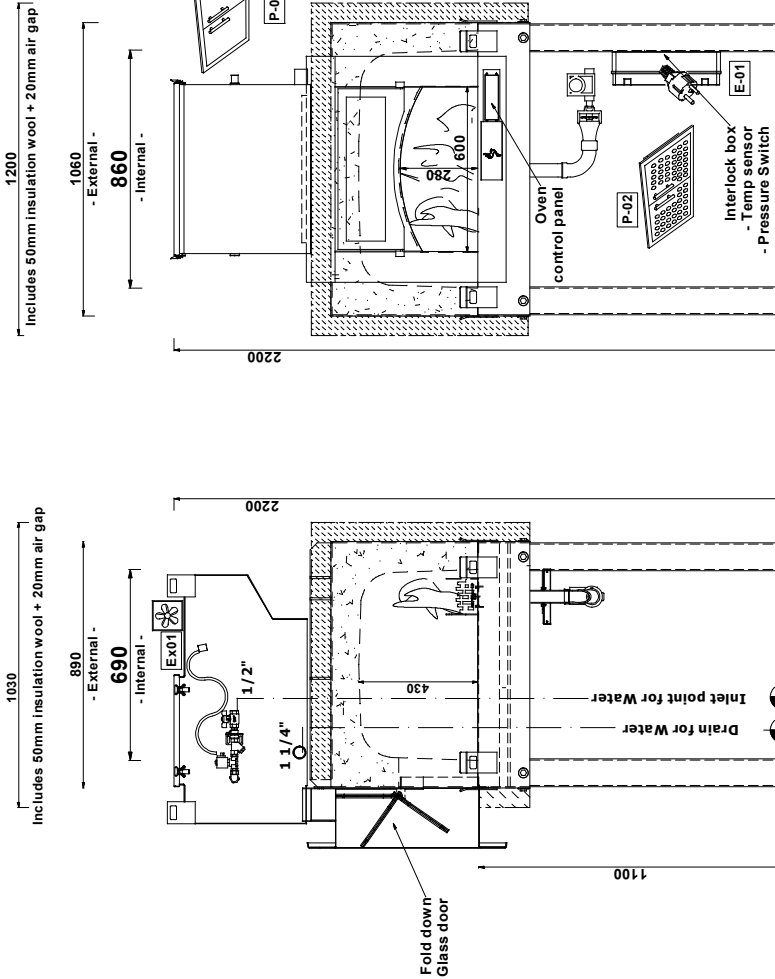 1200
Includes 50mm insulation wool + 20mm air gap
1060
- External -
860
- Internal -
2200
600
280
Oven
control panel
E-01
P-02
Interlock box
- Temp sensor
- Pressure Switch
1030
Includes 50mm insulation wool + 20mm air gap
890
- External -
690
- Internal -
2200
Ex01
1/2"
1 1/4"
430
Inlet point for Water
Drain for Water
Fold down
Glass door
1100